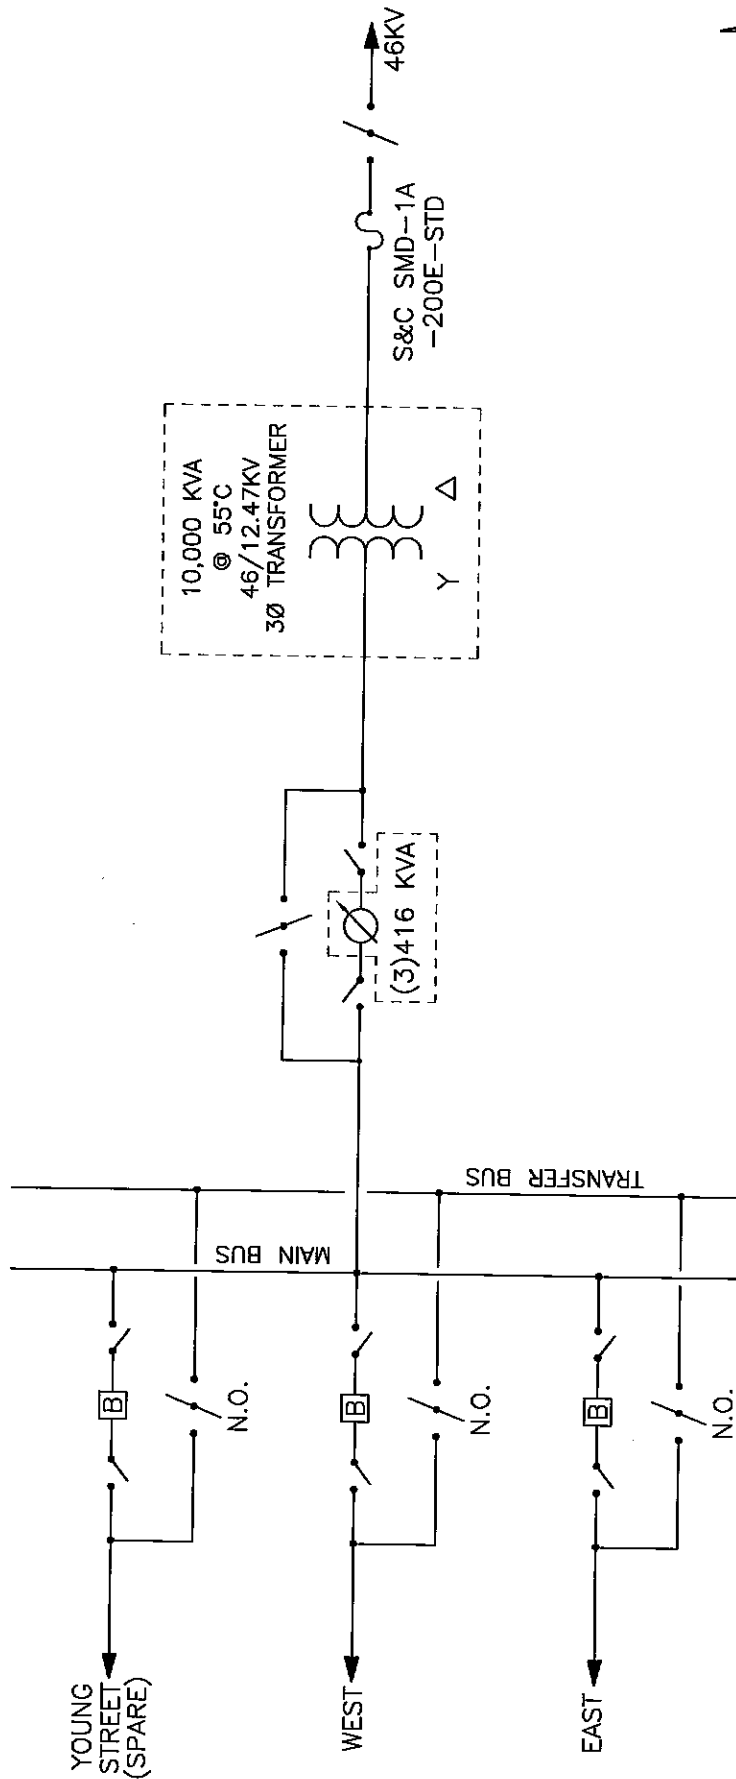 46KV
S&C SMD-1A
-200E-STD
10,000 KVA
@ 55°C
46/12.47KV
3Ø TRANSFORMER
Y Δ
(3)416 KVA
TRANSFER BUS
MAIN BUS
B
N.O.
B
N.O.
B
N.O.
YOUNG
STREET
(SPARE)
WEST
EAST